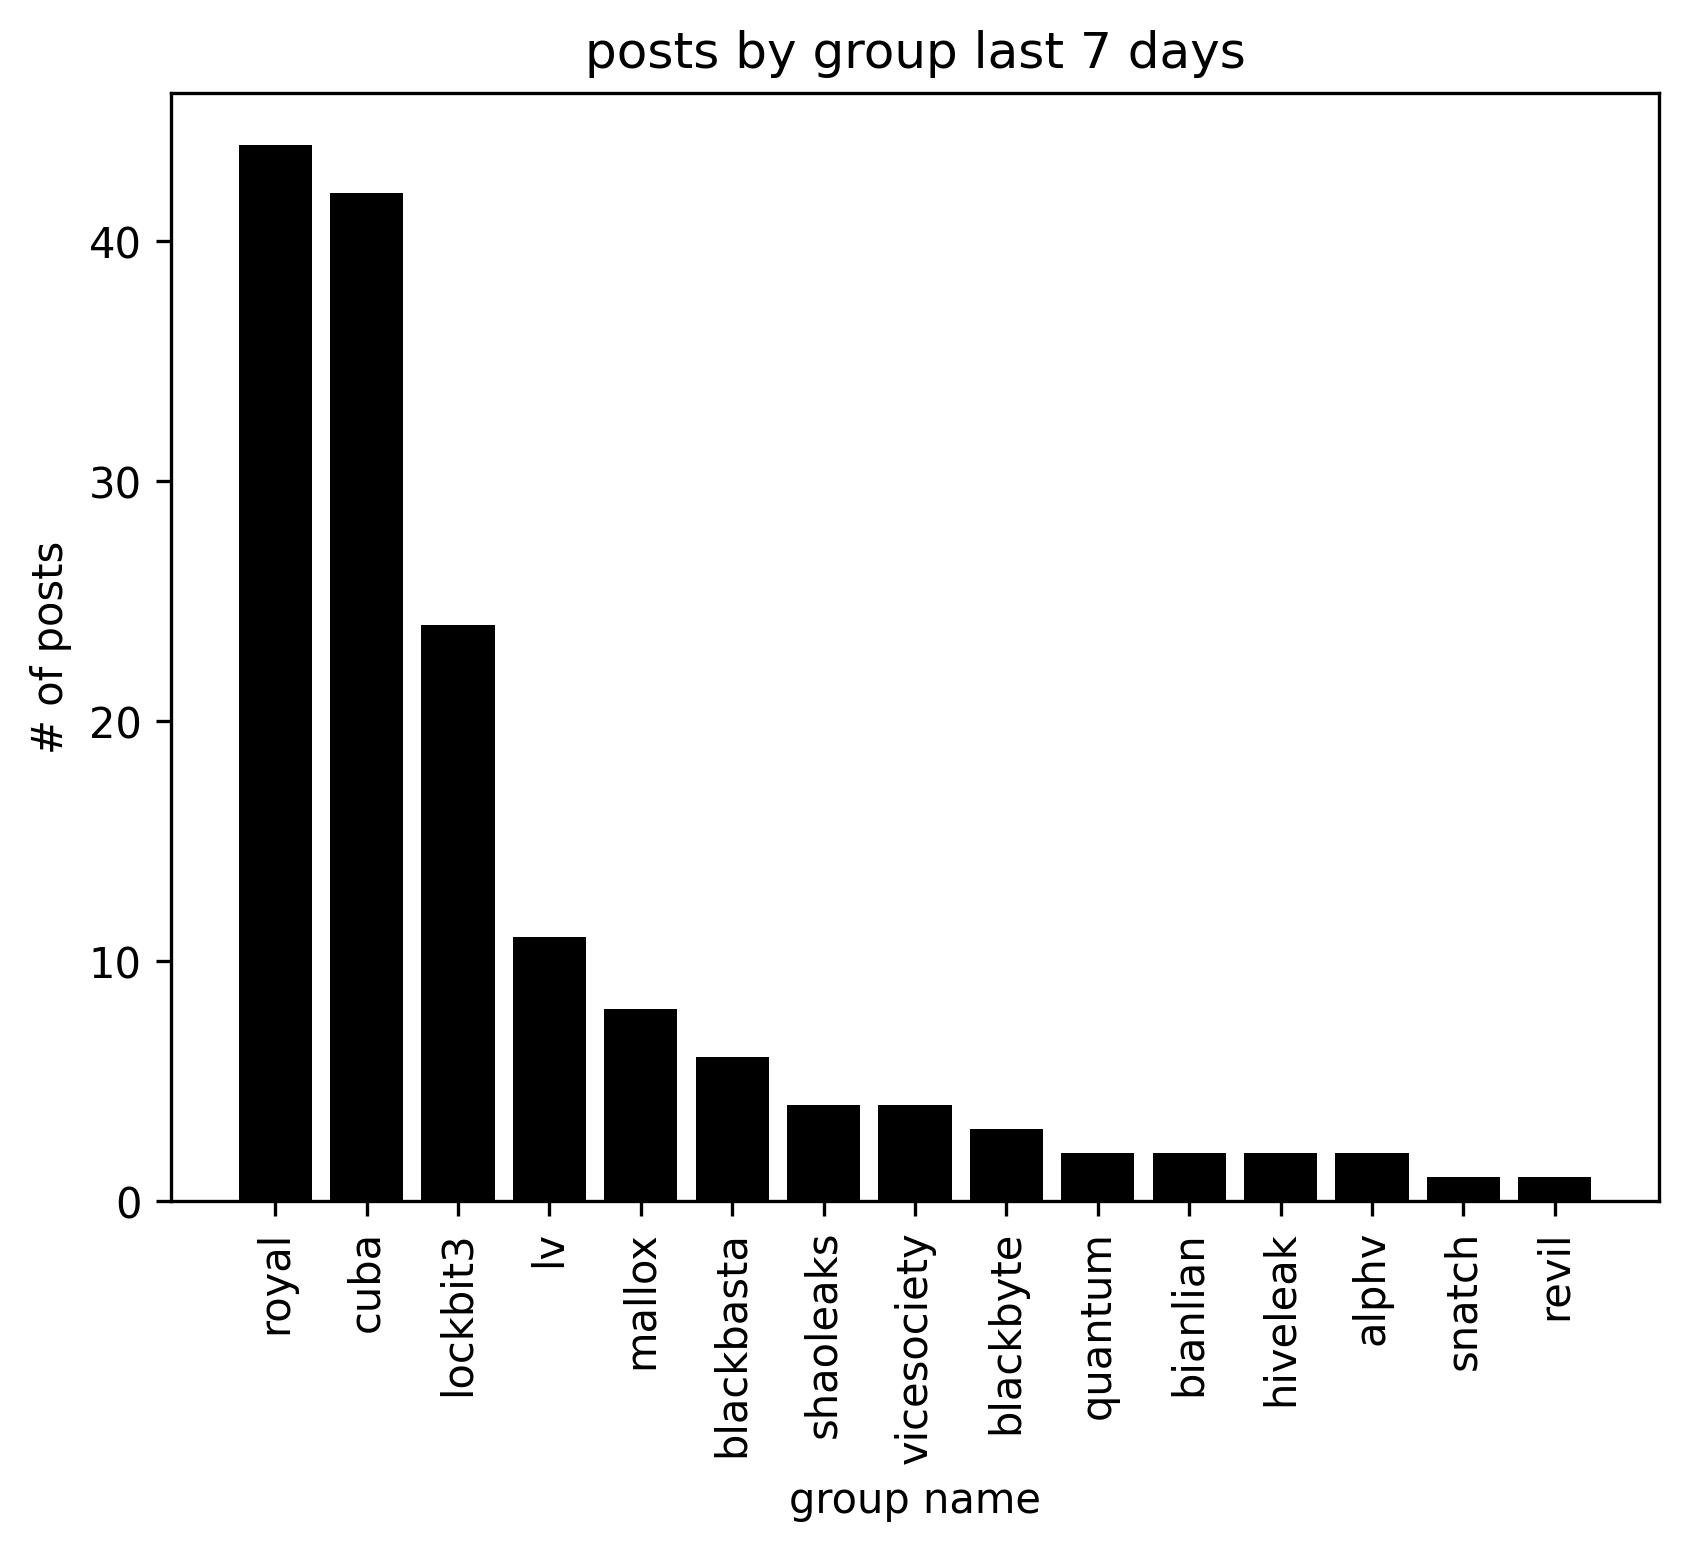 posts by group last 7 days
# of posts
40
30
20
10
0
royal
cuba
lockbit3
lv
mallox
blackbasta
shaoleaks
vicesociety
blackbyte
quantum
bianlian
hiveleak
alphv
snatch
revil
group name